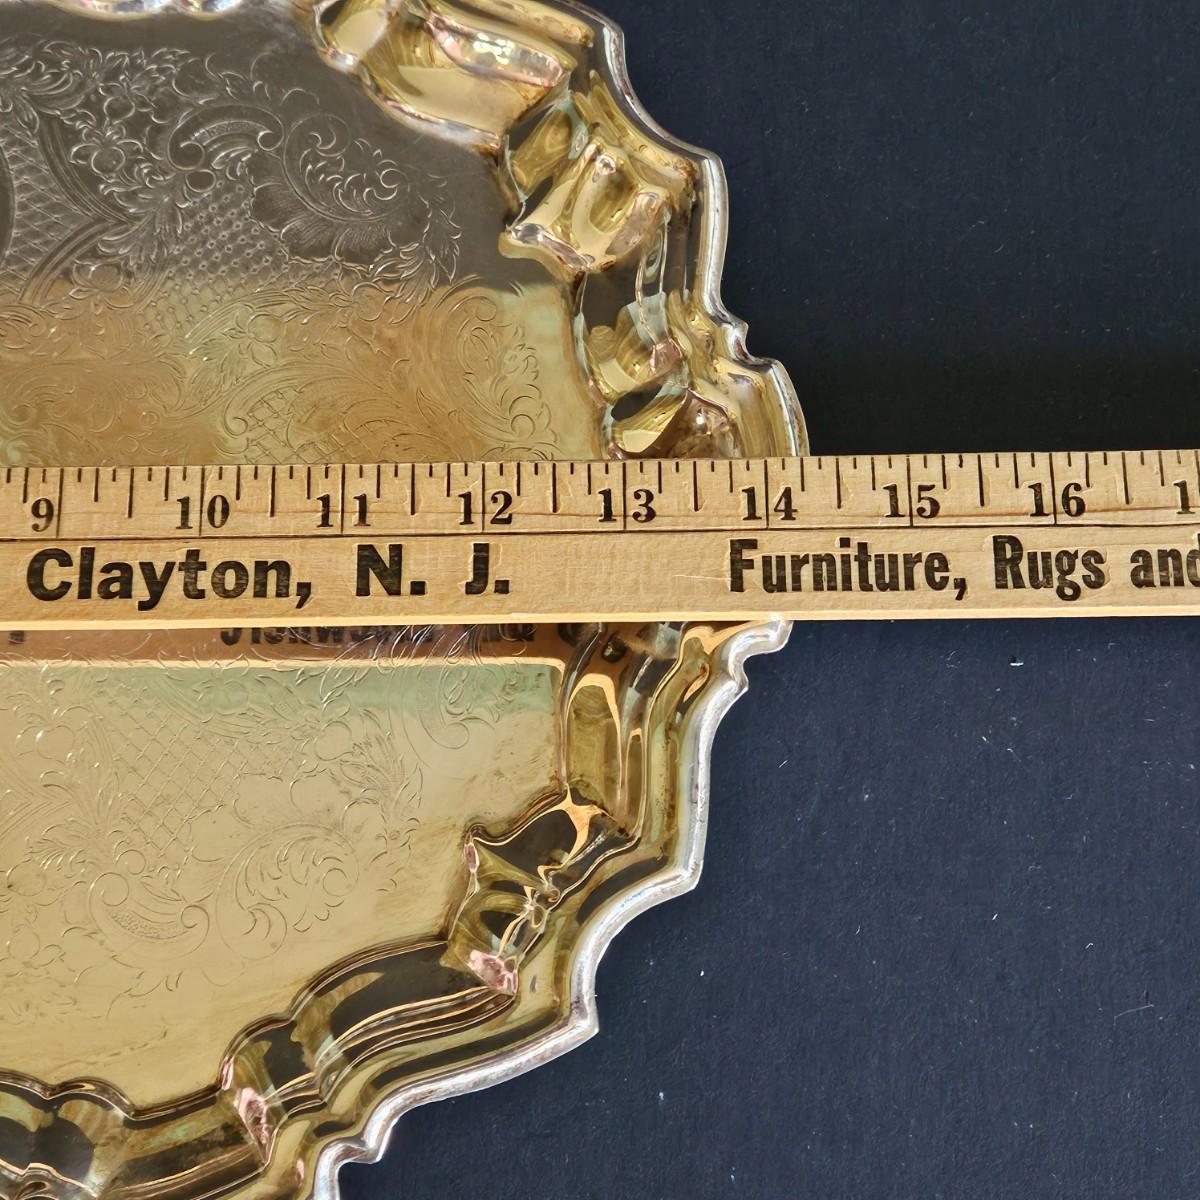 9 10 11 12 13 14 15 16
Clayton, N. J. Furniture, Rugs and